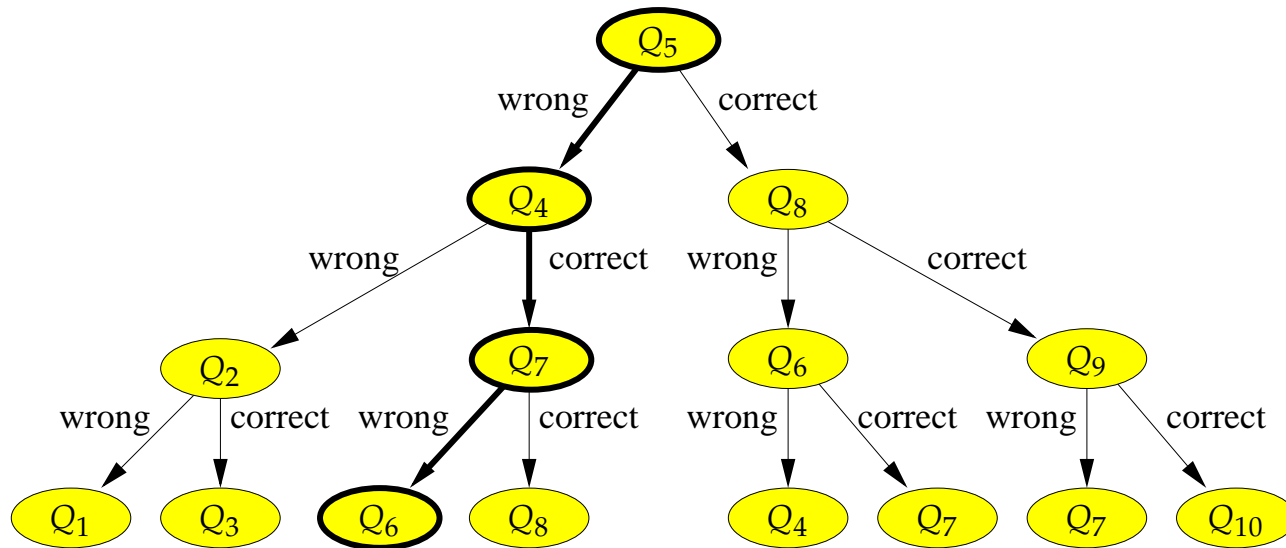 Q5
wrong correct
Q4 Q8
wrong correct wrong correct
Q2 Q7 Q6 Q9
wrong correct wrong correct wrong correct wrong correct
Q1 Q3 Q6 Q8 Q4 Q7 Q7 Q10